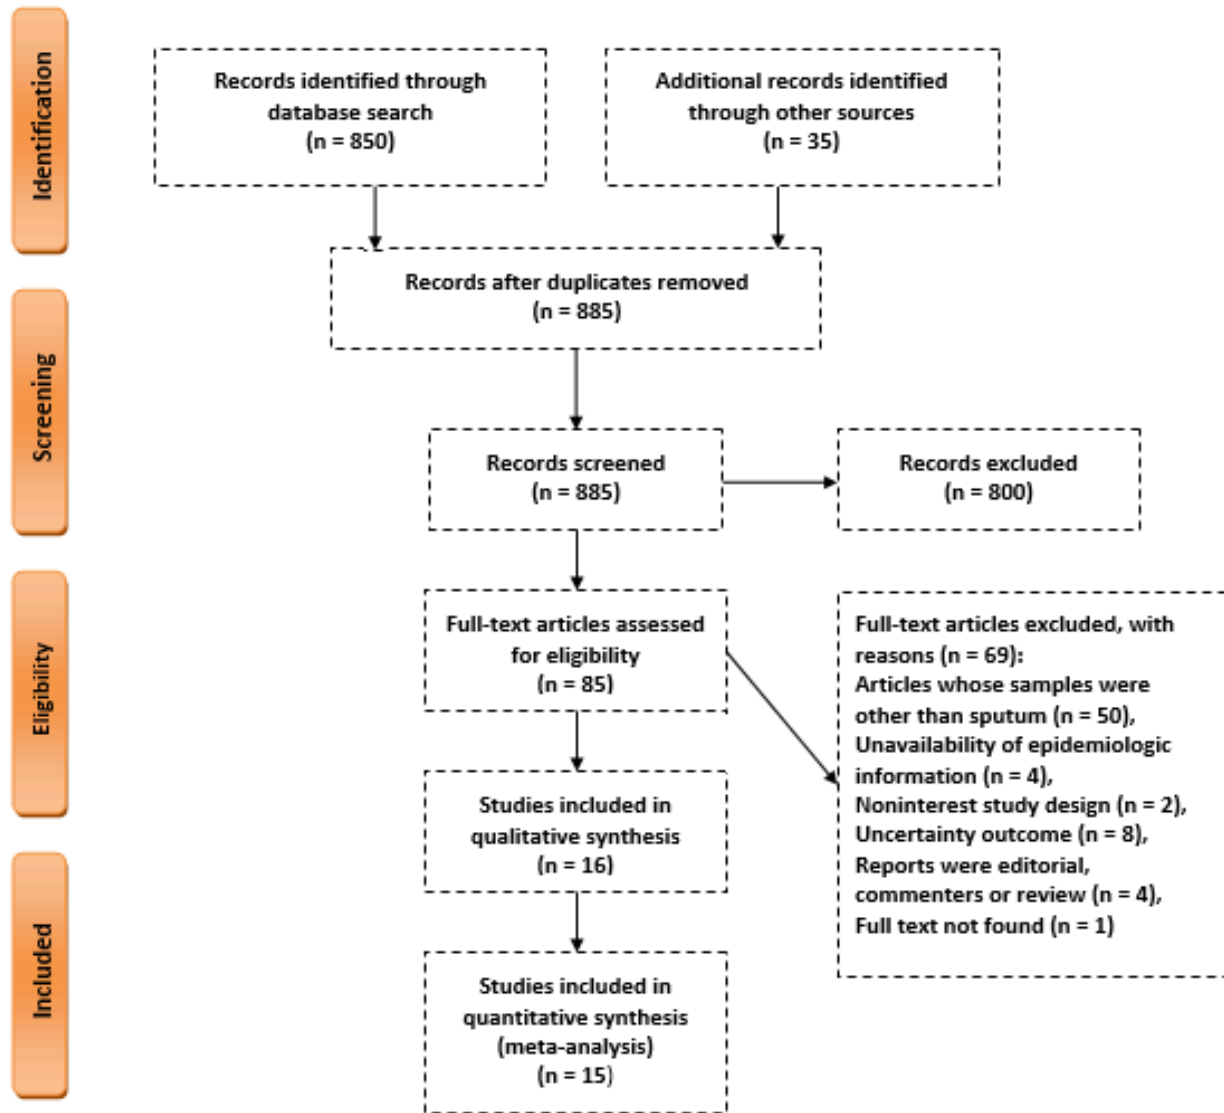 Identification
Records identified through
database search
(n = 850)
Additional records identified
through other sources
(n = 35)
Records after duplicates removed
(n = 885)
Screening
Records screened
(n = 885)
Records excluded
(n = 800)
Eligibility
Full-text articles assessed
for eligibility
(n = 85)
Full-text articles excluded, with
reasons (n = 69):
Articles whose samples were
other than sputum (n = 50),
Unavailability of epidemiologic
information (n = 4),
Noninterest study design (n = 2),
Uncertainty outcome (n = 8),
Reports were editorial,
commenters or review (n = 4),
Full text not found (n = 1)
Studies included in
qualitative synthesis
(n = 16)
Included
Studies included in
quantitative synthesis
(meta-analysis)
(n = 15)